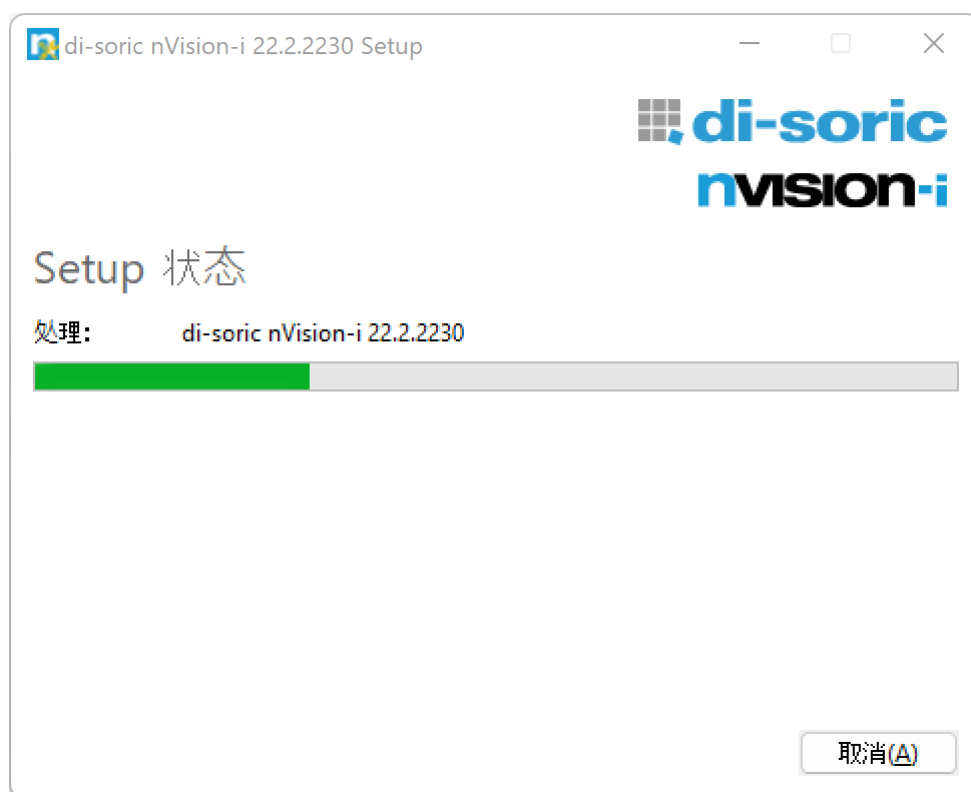 di-soric nVision-i 22.2.2230 Setup
di-soric
nvision-i
Setup 状态
处理: di-soric nVision-i 22.2.2230
取消(A)